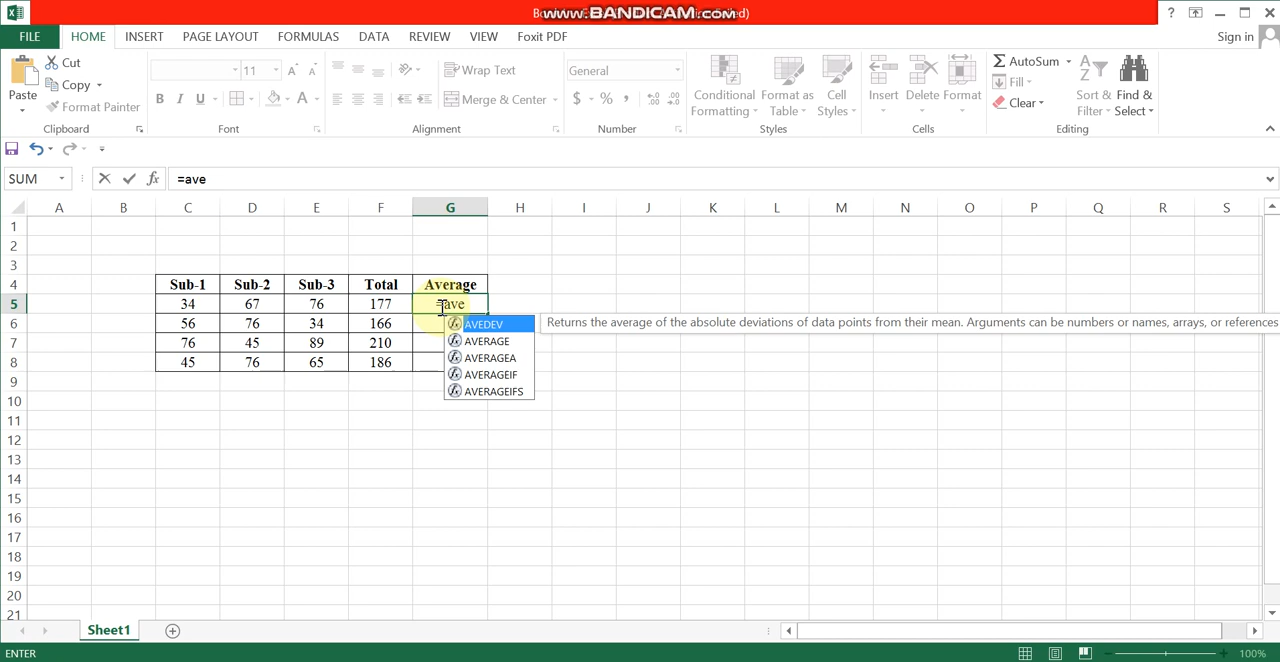 www.BANDICAM.com
Sign in
FILE HOME INSERT PAGE LAYOUT FORMULAS DATA REVIEW VIEW Foxit PDF
Paste
Cut
Copy
Format Painter
Clipboard
11 A A
B I U A
Font
Wrap Text
Merge & Center
Alignment
General
$ % ,
Number
Conditional Formatting
Format as Table
Cell Styles
Styles
Insert Delete Format
Cells
AutoSum
Fill
Clear
Sort & Filter
Find & Select
Editing
SUM fx =ave
A B C D E F G H I J K L M N O P Q R S
1
2
3
4 Sub-1 Sub-2 Sub-3 Total Average
5 34 67 76 177 =ave
6 56 76 34 166
7 76 45 89 210
8 45 76 65 186
AVEDEV Returns the average of the absolute deviations of data points from their mean. Arguments can be numbers or names, arrays, or references
AVERAGE
AVERAGEA
AVERAGEIF
AVERAGEIFS
9
10
11
12
13
14
15
16
17
18
19
20
21
Sheet1
ENTER 100%